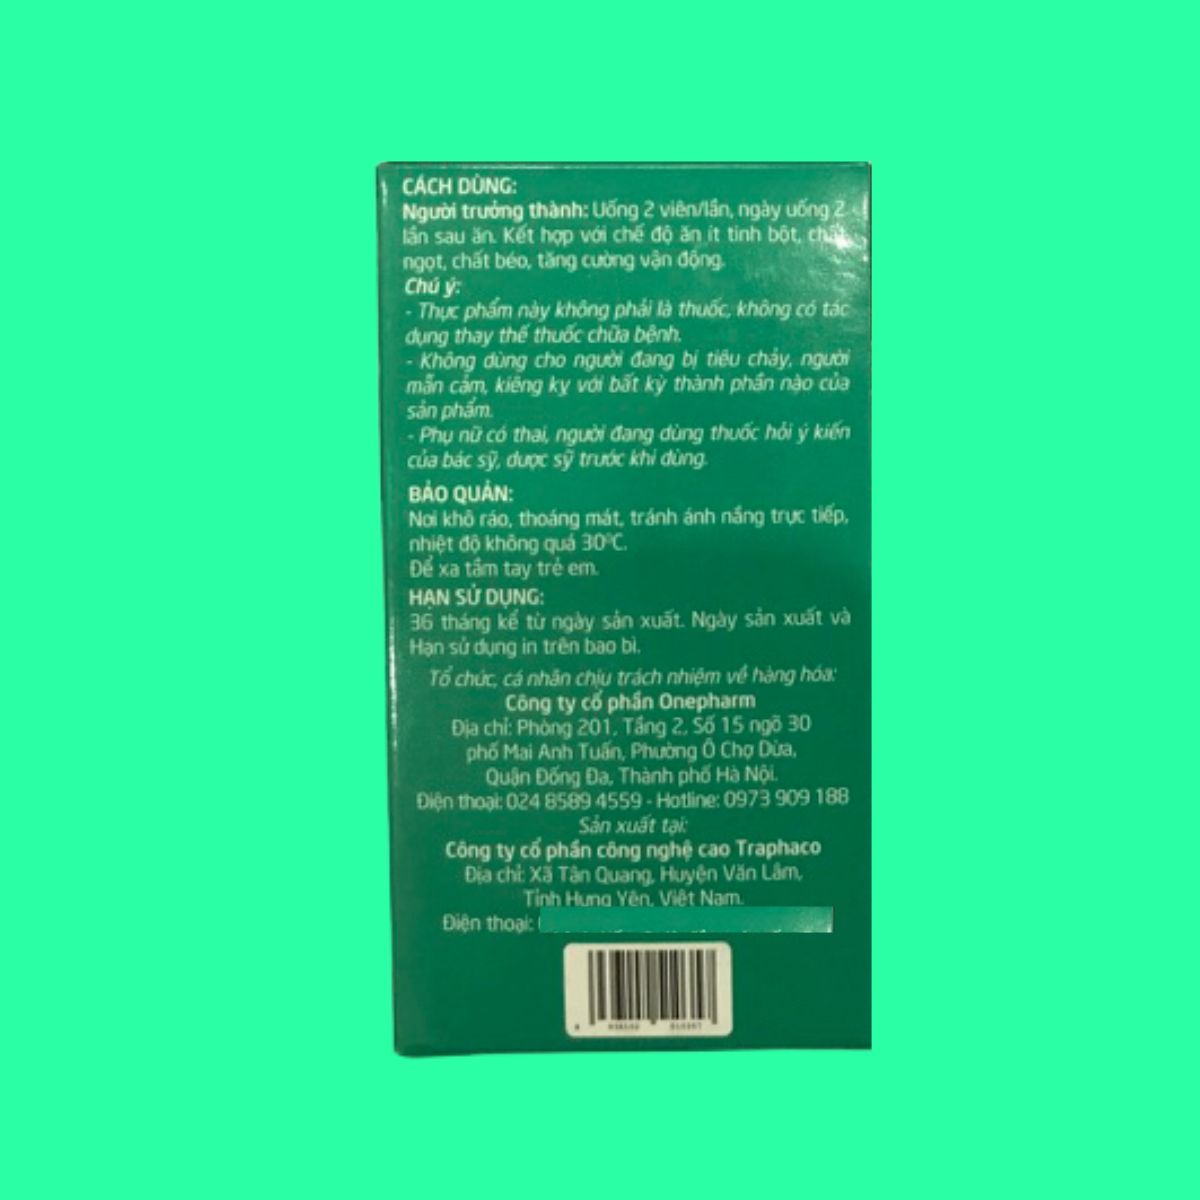 CÁCH DÙNG:
Người trưởng thành: Uống 2 viên/lần, ngày uống 2
lần sau ăn. Kết hợp với chế độ ăn ít tinh bột, chất
ngọt, chất béo, tăng cường vận động.
Chú ý:
- Thực phẩm này không phải là thuốc, không có tác
dụng thay thế thuốc chữa bệnh.
- Không dùng cho người đang bị tiêu chảy, người
mẫn cảm, kiêng kỵ với bất kỳ thành phần nào của
sản phẩm.
- Phụ nữ có thai, người đang dùng thuốc hỏi ý kiến
của bác sỹ, dược sỹ trước khi dùng.
BẢO QUẢN:
Nơi khô ráo, thoáng mát, tránh ánh nắng trực tiếp,
nhiệt độ không quá 30⁰C.
Để xa tầm tay trẻ em.
HẠN SỬ DỤNG:
36 tháng kể từ ngày sản xuất. Ngày sản xuất và
Hạn sử dụng in trên bao bì.
Tổ chức, cá nhân chịu trách nhiệm về hàng hóa:
Công ty cổ phần Onepharm
Địa chỉ: Phòng 201, Tầng 2, Số 15 ngõ 30
phố Mai Anh Tuấn, Phường Ô Chợ Dừa,
Quận Đống Đa, Thành phố Hà Nội.
Điện thoại: 024 8589 4559 - Hotline: 0973 909 188
Sản xuất tại:
Công ty cổ phần công nghệ cao Traphaco
Địa chỉ: Xã Tân Quang, Huyện Văn Lâm,
Tỉnh Hưng Yên, Việt Nam.
Điện thoại: